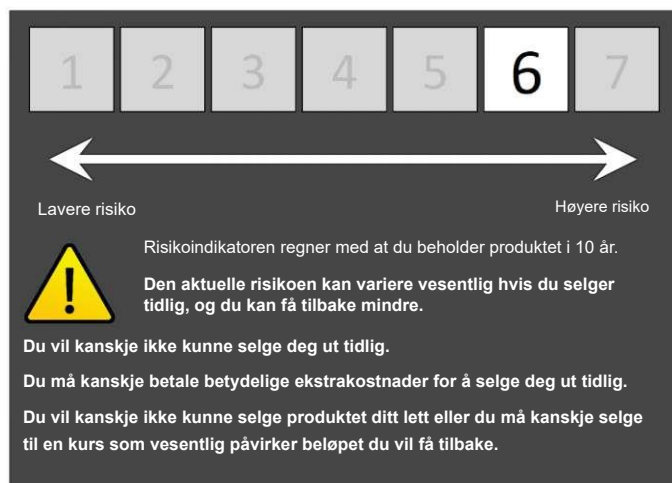 1 2 3 4 5 6 7
Lavere risiko
Høyere risiko
Risikoindikatoren regner med at du beholder produktet i 10 år.
Den aktuelle risikoen kan variere vesentlig hvis du selger
tidlig, og du kan få tilbake mindre.
Du vil kanskje ikke kunne selge deg ut tidlig.
Du må kanskje betale betydelige ekstrakostnader for å selge deg ut tidlig.
Du vil kanskje ikke kunne selge produktet ditt lett eller du må kanskje selge
til en kurs som vesentlig påvirker beløpet du vil få tilbake.